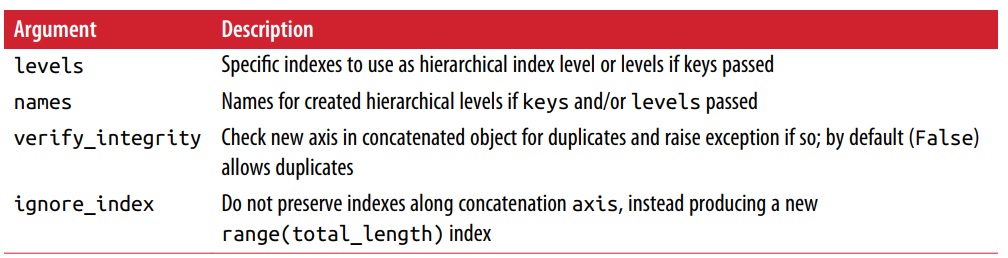 Argument Description
levels Specific indexes to use as hierarchical index level or levels if keys passed
names Names for created hierarchical levels if keys and/or levels passed
verify_integrity Check new axis in concatenated object for duplicates and raise exception if so; by default (False)
allows duplicates
ignore_index Do not preserve indexes along concatenation axis, instead producing a new
range(total_length) index